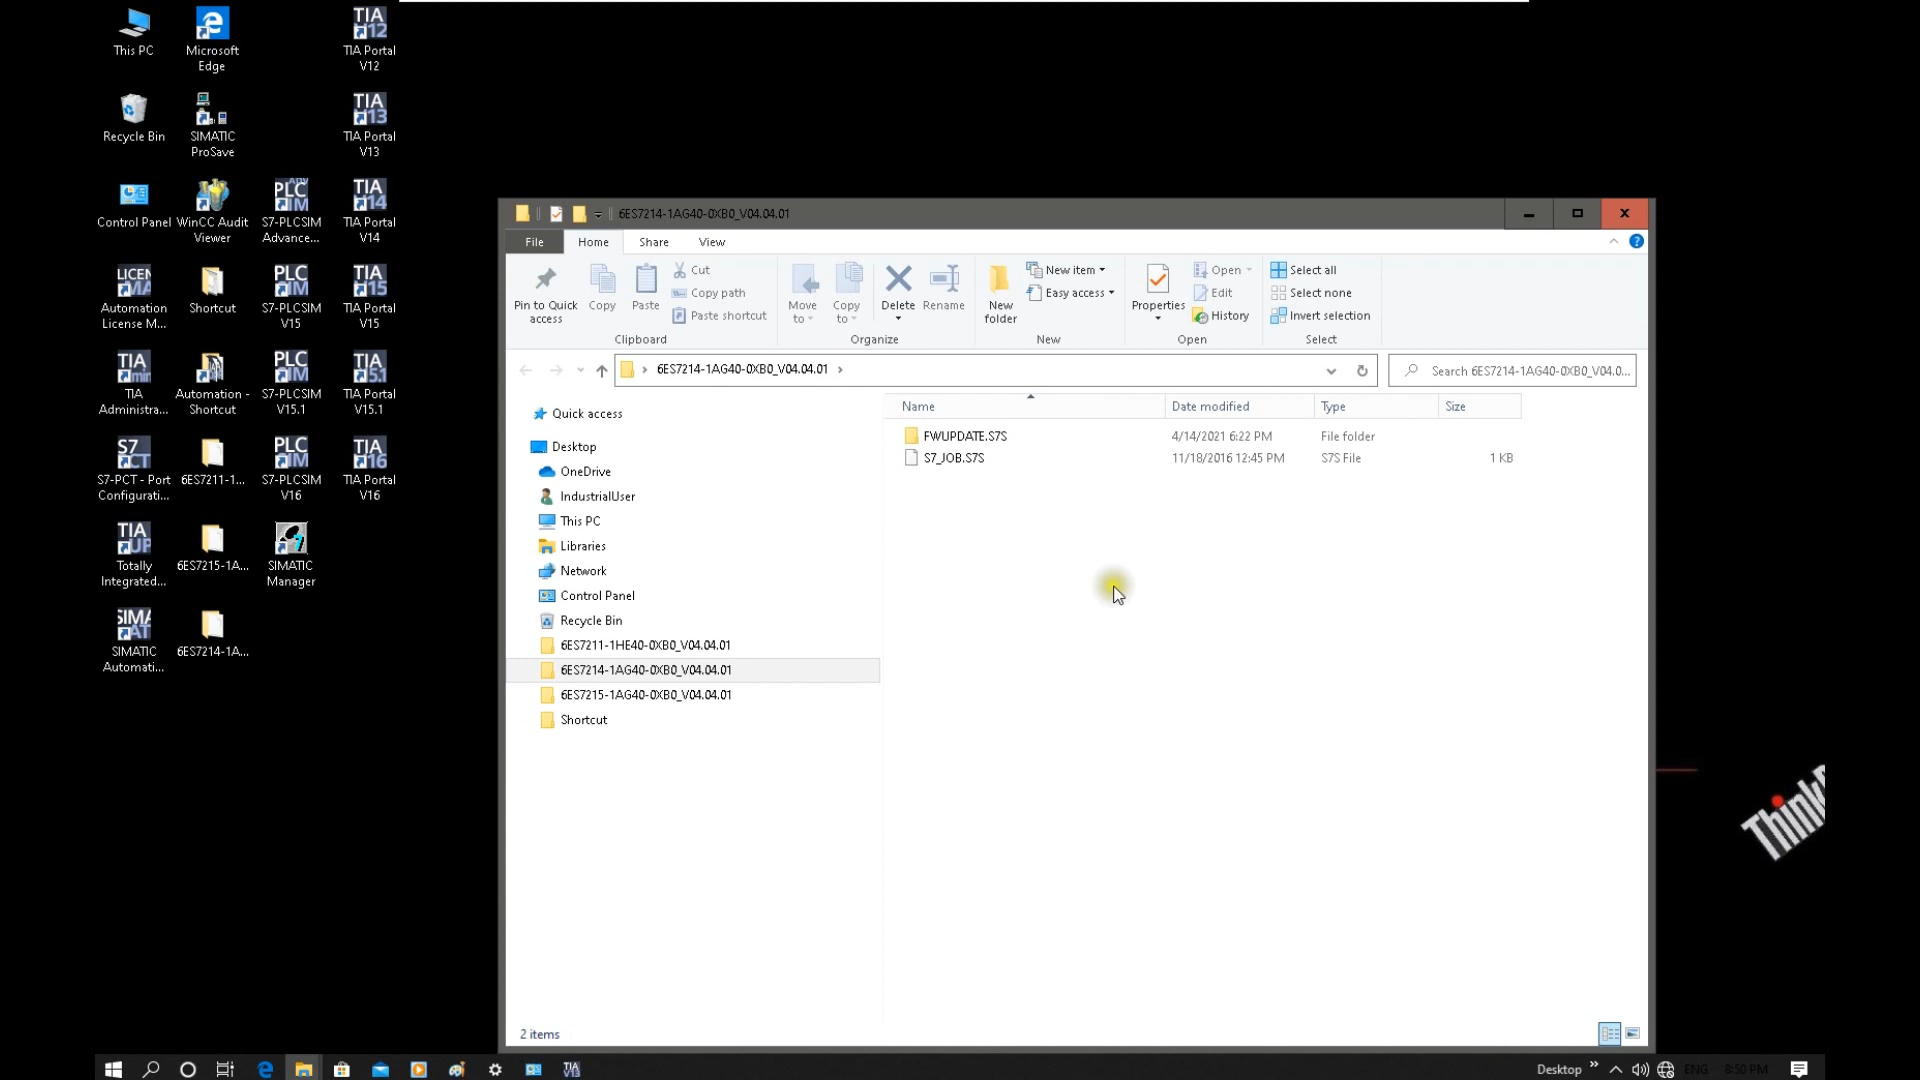 This PC
Microsoft
Edge
TIA Portal
V12
Recycle Bin
SIMATIC
ProSave
TIA Portal
V13
Control Panel
WinCC Audit
Viewer
S7-PLCSIM
Advance...
TIA Portal
V14
Automation
License M...
Shortcut
S7-PLCSIM
V15
TIA Portal
V15
TIA
Administra...
Automation -
Shortcut
S7-PLCSIM
V15.1
TIA Portal
V15.1
S7-PCT - Port
Configurati...
6ES7211-1...
S7-PLCSIM
V16
TIA Portal
V16
Totally
Integrated...
6ES7215-1A...
SIMATIC
Manager
SIMATIC
Automati...
6ES7214-1A...
6ES7214-1AG40-0XB0_V04.04.01
File Home Share View
Pin to Quick
access
Copy
Paste
Cut
Copy path
Paste shortcut
Clipboard
Move
to
Copy
to
Delete
Rename
Organize
New
folder
New item
Easy access
New
Properties
Open
Edit
History
Open
Select all
Select none
Invert selection
Select
6ES7214-1AG40-0XB0_V04.04.01
Search 6ES7214-1AG40-0XB0_V04.0...
Quick access
Desktop
OneDrive
IndustrialUser
This PC
Libraries
Network
Control Panel
Recycle Bin
6ES7211-1HE40-0XB0_V04.04.01
6ES7214-1AG40-0XB0_V04.04.01
6ES7215-1AG40-0XB0_V04.04.01
Shortcut
Name Date modified Type Size
FWUPDATE.S7S 4/14/2021 6:22 PM File folder
S7_JOB.S7S 11/18/2016 12:45 PM S7S File 1 KB
2 items
Desktop
ENG 8:50 PM